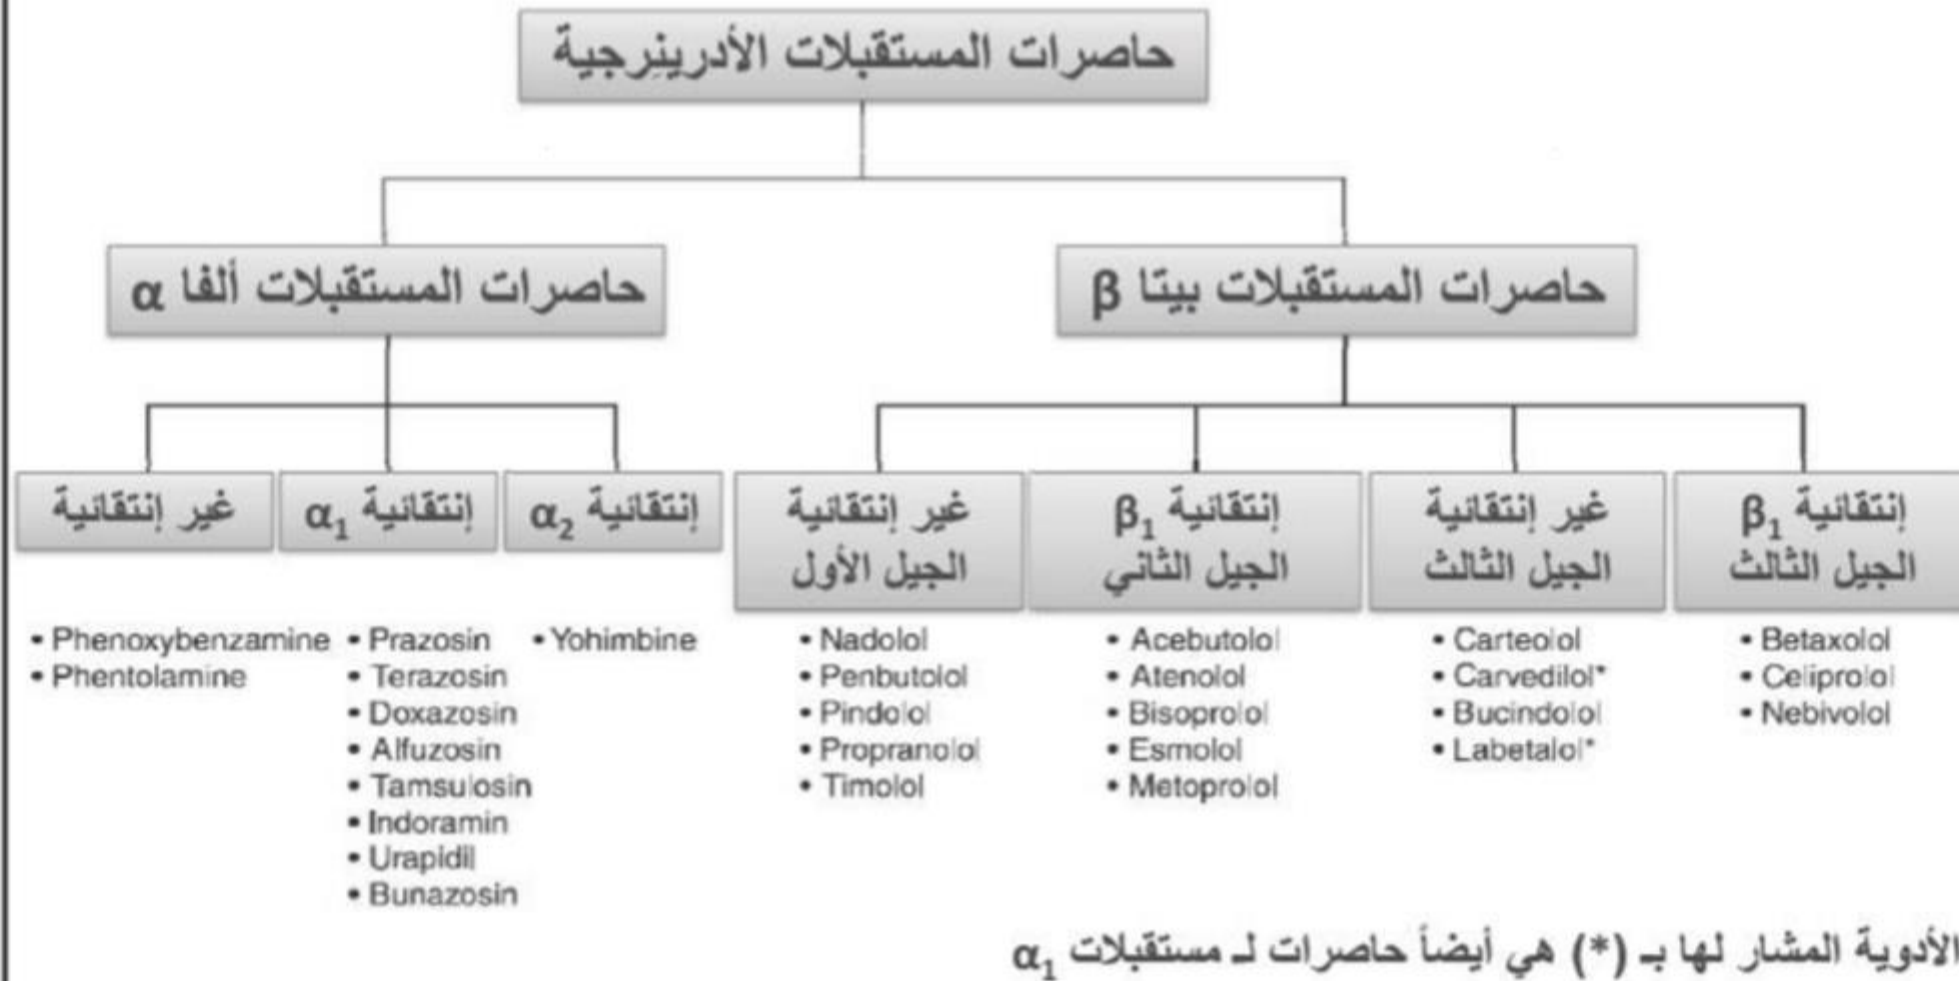 حاصرات المستقبلات الأدرينِرجية
حاصرات المستقبلات ألفا α
حاصرات المستقبلات بيتا β
غير إنتقائية
إنتقائية α₁
إنتقائية α₂
غير إنتقائية
الجيل الأول
إنتقائية β₁
الجيل الثاني
غير إنتقائية
الجيل الثالث
إنتقائية β₁
الجيل الثالث
• Phenoxybenzamine
• Phentolamine
• Prazosin
• Terazosin
• Doxazosin
• Alfuzosin
• Tamsulosin
• Indoramin
• Urapidil
• Bunazosin
• Yohimbine
• Nadolol
• Penbutolol
• Pindolol
• Propranolol
• Timolol
• Acebutolol
• Atenolol
• Bisoprolol
• Esmolol
• Metoprolol
• Carteolol
• Carvedilol*
• Bucindolol
• Labetalol*
• Betaxolol
• Celiprolol
• Nebivolol
الأدوية المشار لها بـ (*) هي أيضاً حاصرات لـ مستقبلات α₁